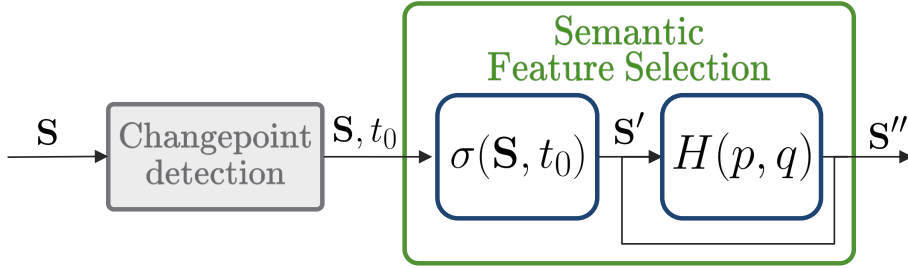 Semantic
Feature Selection
S
Changepoint
detection
S, t₀
σ(S, t₀)
S′
H(p, q)
S″